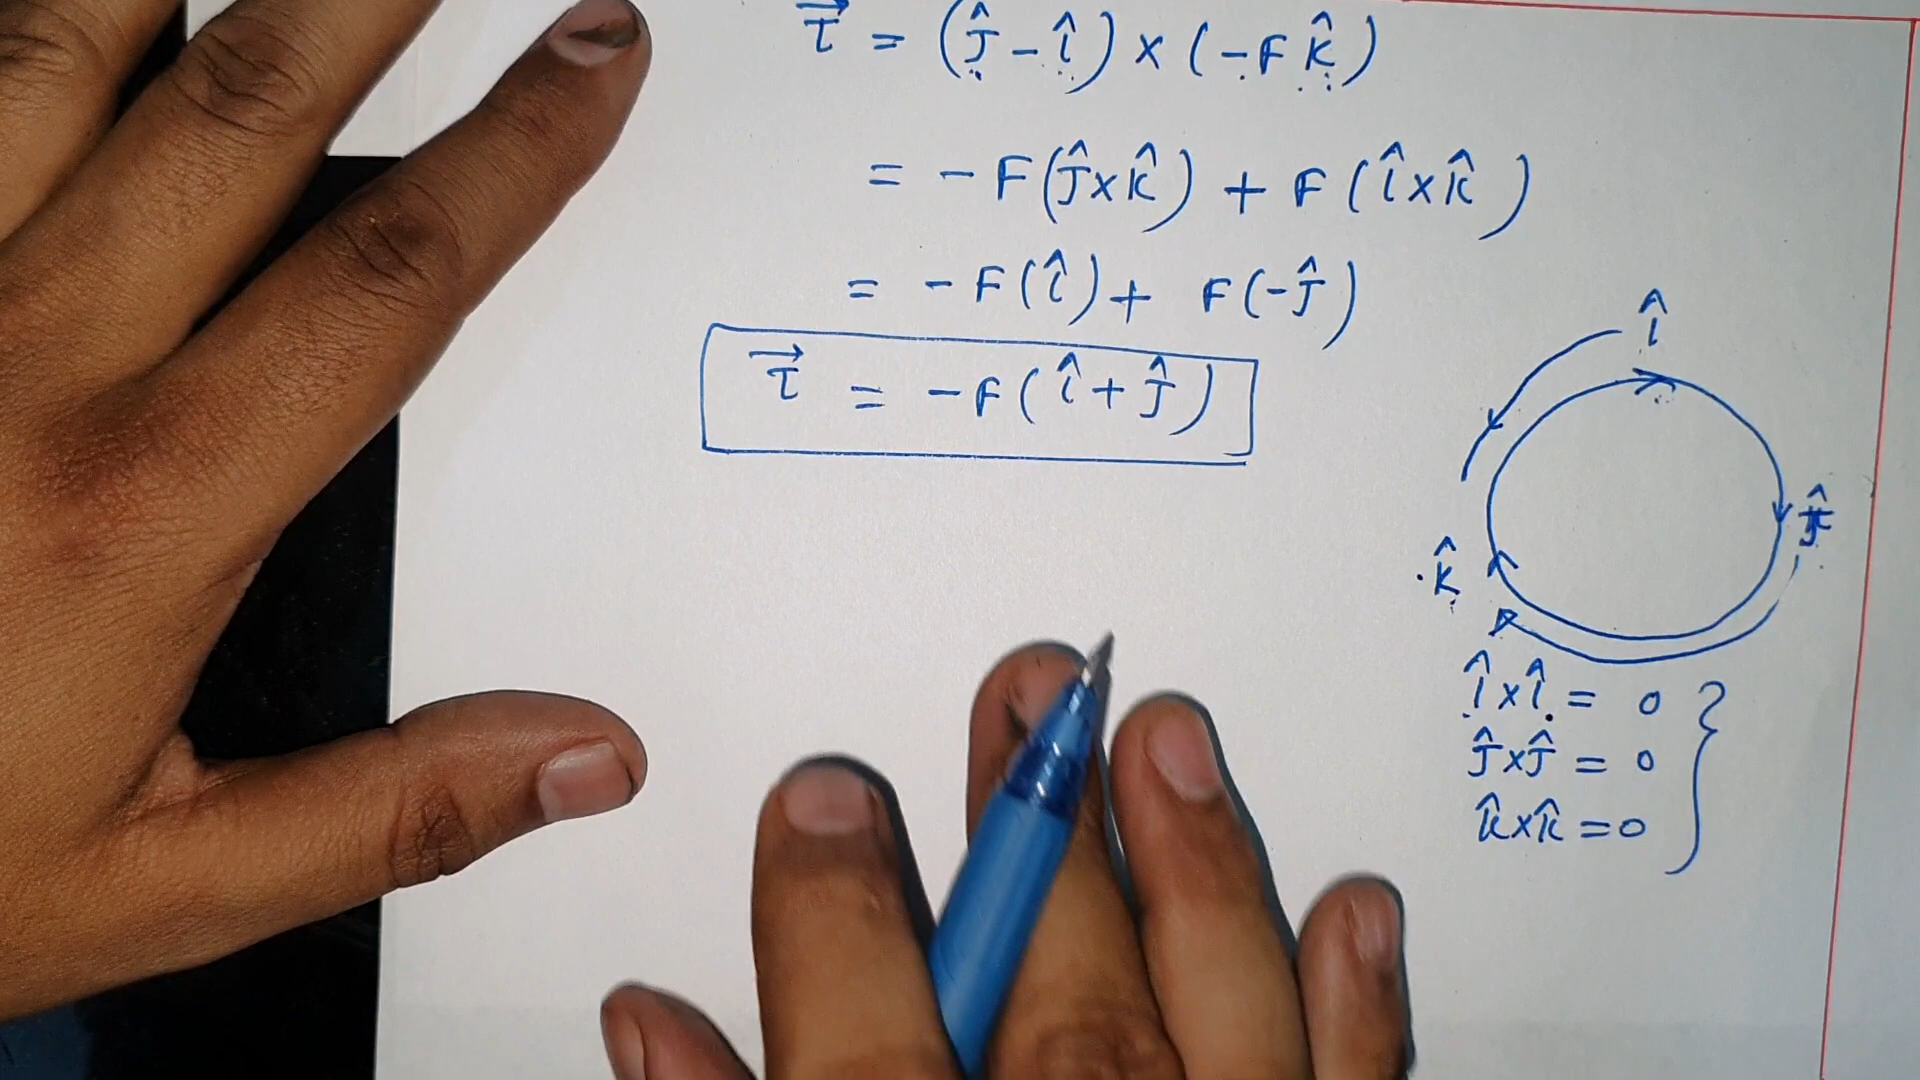 τ⃗ = (ĵ - î) × (-F k̂)
= - F(ĵ×k̂) + F(î×k̂)
= - F(î) + F(-ĵ)
τ⃗ = -F(î+ĵ)
î
ĵ
k̂
î×î = 0
ĵ×ĵ = 0
k̂×k̂ = 0